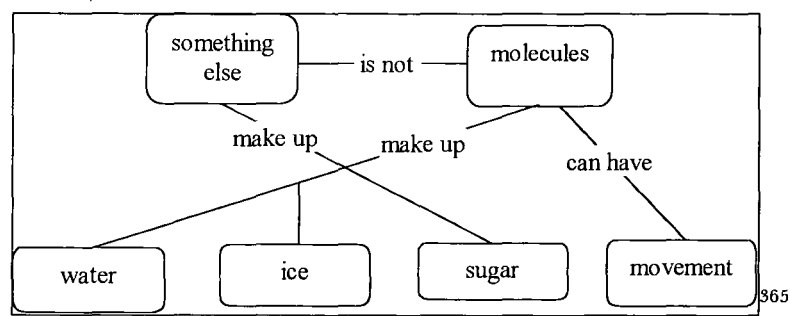 something
else
is not
molecules
make up
make up
can have
water
ice
sugar
movement
365